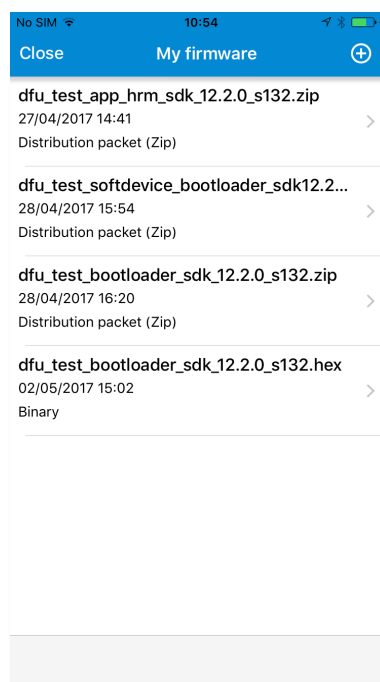 No SIM 10:54
Close My firmware
dfu_test_app_hrm_sdk_12.2.0_s132.zip
27/04/2017 14:41
Distribution packet (Zip)
dfu_test_softdevice_bootloader_sdk12.2...
28/04/2017 15:54
Distribution packet (Zip)
dfu_test_bootloader_sdk_12.2.0_s132.zip
28/04/2017 16:20
Distribution packet (Zip)
dfu_test_bootloader_sdk_12.2.0_s132.hex
02/05/2017 15:02
Binary